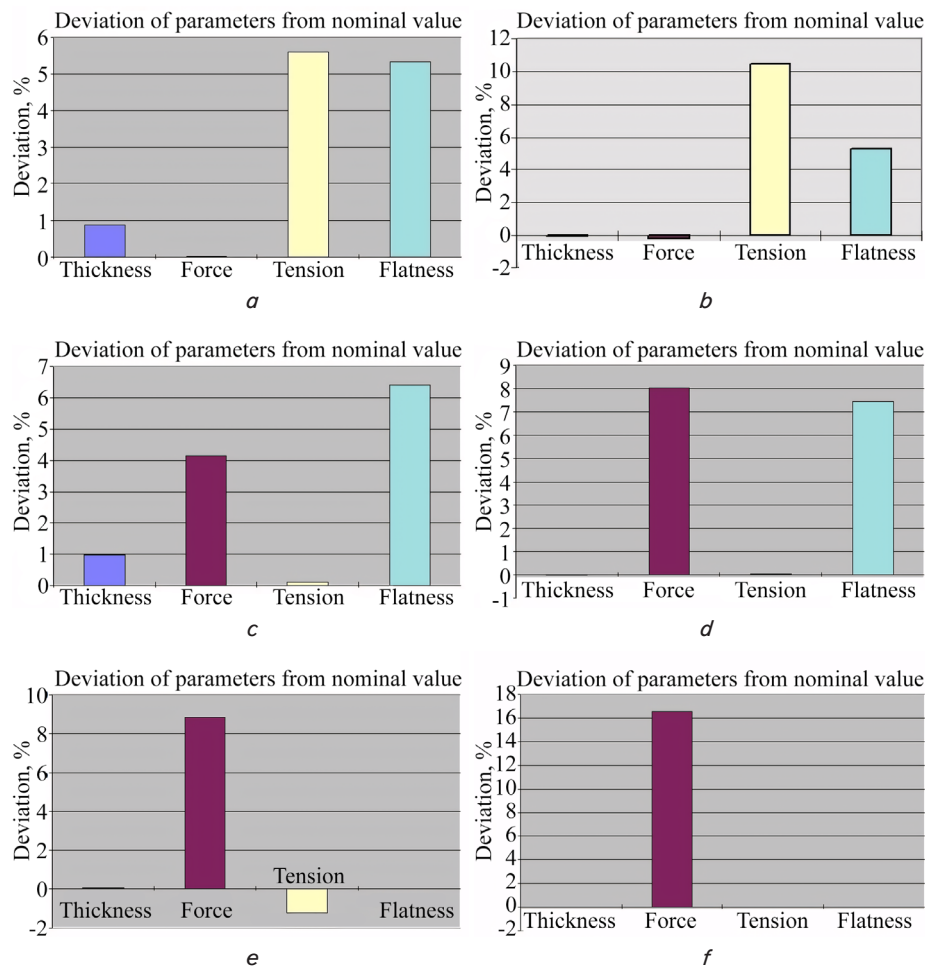 Deviation of parameters from nominal value
Deviation, %
6
5
4
3
2
1
0
Thickness Force Tension Flatness
a
Deviation of parameters from nominal value
Deviation, %
12
10
8
6
4
2
0
-2
Thickness Force Tension Flatness
b
Deviation of parameters from nominal value
Deviation, %
7
6
5
4
3
2
1
0
Thickness Force Tension Flatness
c
Deviation of parameters from nominal value
Deviation, %
9
8
7
6
5
4
3
2
1
0
-1
Thickness Force Tension Flatness
d
Deviation of parameters from nominal value
Deviation, %
10
8
6
4
2
0
-2
Tension
Thickness Force Flatness
e
Deviation of parameters from nominal value
Deviation, %
18
16
14
12
10
8
6
4
2
0
-2
Thickness Force Tension Flatness
f